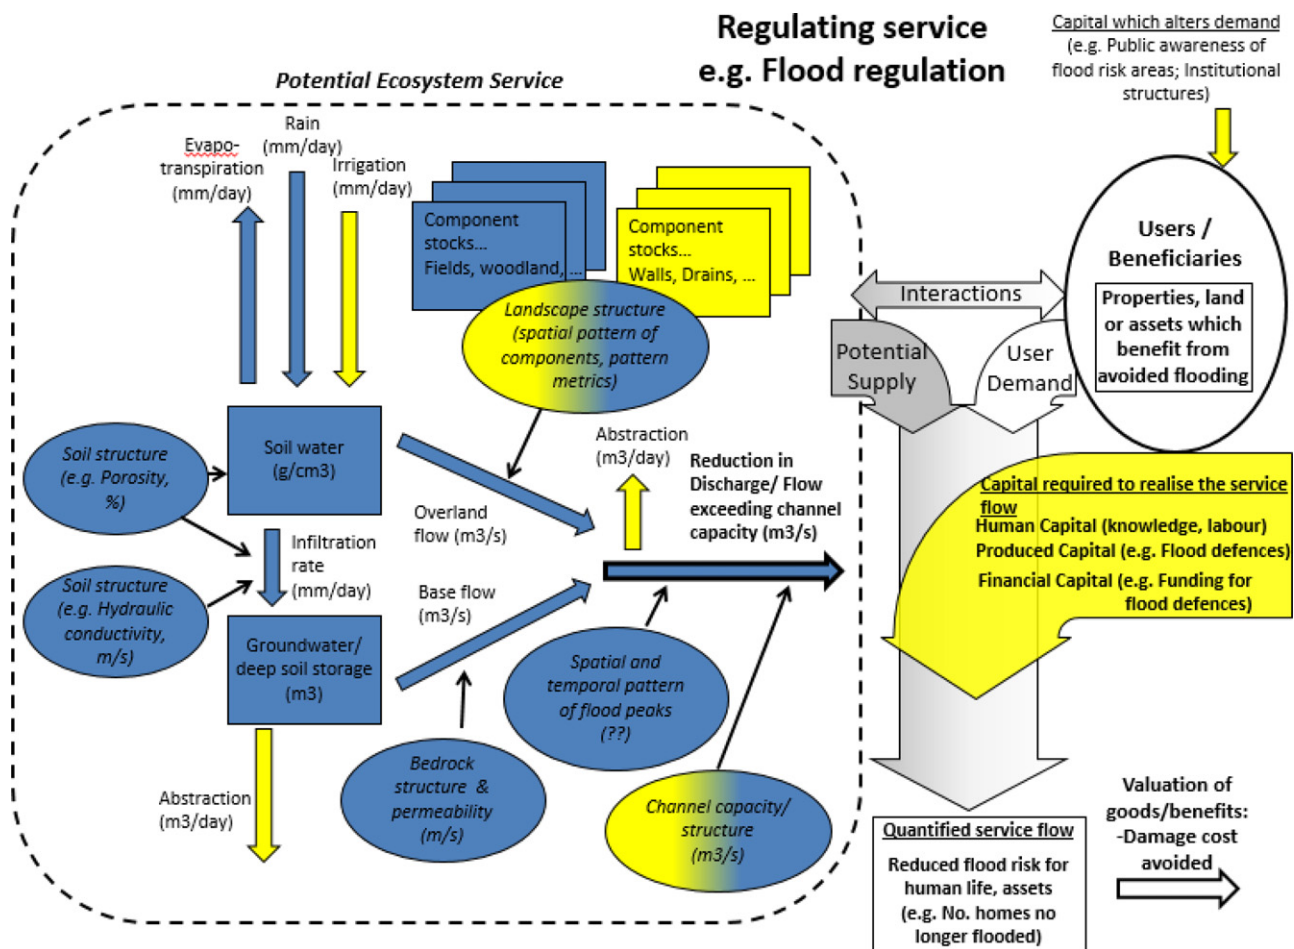 Regulating service
e.g. Flood regulation
Capital which alters demand
(e.g. Public awareness of
flood risk areas; Institutional
structures)
Potential Ecosystem Service
Evapo-
transpiration
(mm/day)
Rain
(mm/day)
Irrigation
(mm/day)
Component
stocks…
Fields, woodland, …
Component
stocks…
Walls, Drains, …
Landscape structure
(spatial pattern of
components, pattern
metrics)
Users /
Beneficiaries
Properties, land
or assets which
benefit from
avoided flooding
Interactions
Potential
Supply
User
Demand
Soil structure
(e.g. Porosity,
%)
Soil water
(g/cm3)
Overland
flow (m3/s)
Abstraction
(m3/day)
Reduction in
Discharge/ Flow
exceeding channel
capacity (m3/s)
Capital required to realise the service
flow
Human Capital (knowledge, labour)
Produced Capital (e.g. Flood defences)
Financial Capital (e.g. Funding for
flood defences)
Infiltration
rate
(mm/day)
Soil structure
(e.g. Hydraulic
conductivity,
m/s)
Base flow
(m3/s)
Groundwater/
deep soil storage
(m3)
Spatial and
temporal pattern
of flood peaks
(??)
Bedrock
structure &
permeability
(m/s)
Abstraction
(m3/day)
Channel capacity/
structure
(m3/s)
Quantified service flow
Reduced flood risk for
human life, assets
(e.g. No. homes no
longer flooded)
Valuation of
goods/benefits:
-Damage cost
avoided